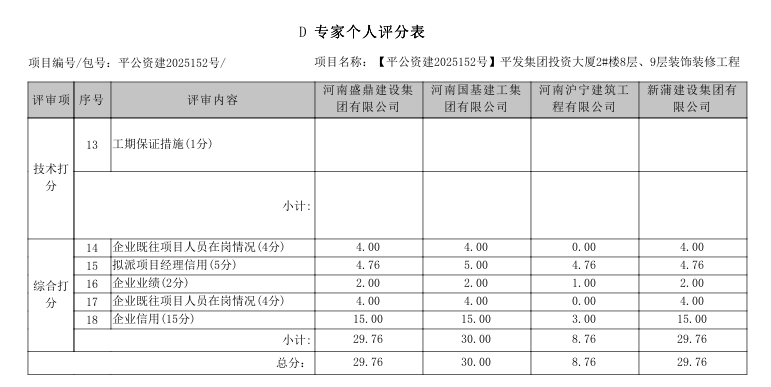 D 专家个人评分表
项目编号/包号：平公资建2025152号/ 项目名称：【平公资建2025152号】平发集团投资大厦2#楼8层、9层装饰装修工程
评审项 序号 评审内容 河南盛鼎建设集团有限公司 河南国基建工集团有限公司 河南沪宁建筑工程有限公司 新蒲建设集团有限公司
技术打分
13 工期保证措施(1分)
小计:
综合打分
14 企业既往项目人员在岗情况(4分) 4.00 4.00 0.00 4.00
15 拟派项目经理信用(5分) 4.76 5.00 4.76 4.76
16 企业业绩(2分) 2.00 2.00 1.00 2.00
17 企业既往项目人员在岗情况(4分) 4.00 4.00 0.00 4.00
18 企业信用(15分) 15.00 15.00 3.00 15.00
小计: 29.76 30.00 8.76 29.76
总分: 29.76 30.00 8.76 29.76